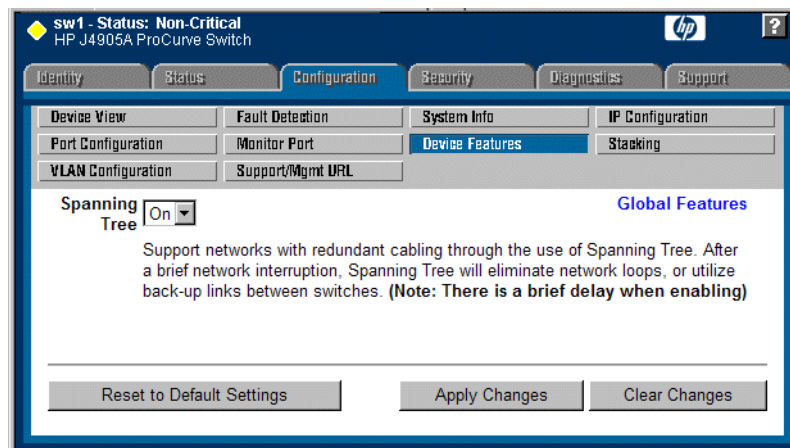 sw1 - Status: Non-Critical
HP J4905A ProCurve Switch
hp
?
Identity Status Configuration Security Diagnostics Support
Device View Fault Detection System Info IP Configuration
Port Configuration Monitor Port Device Features Stacking
VLAN Configuration Support/Mgmt URL
Spanning Tree On Global Features
Support networks with redundant cabling through the use of Spanning Tree. After
a brief network interruption, Spanning Tree will eliminate network loops, or utilize
back-up links between switches. (Note: There is a brief delay when enabling)
Reset to Default Settings Apply Changes Clear Changes